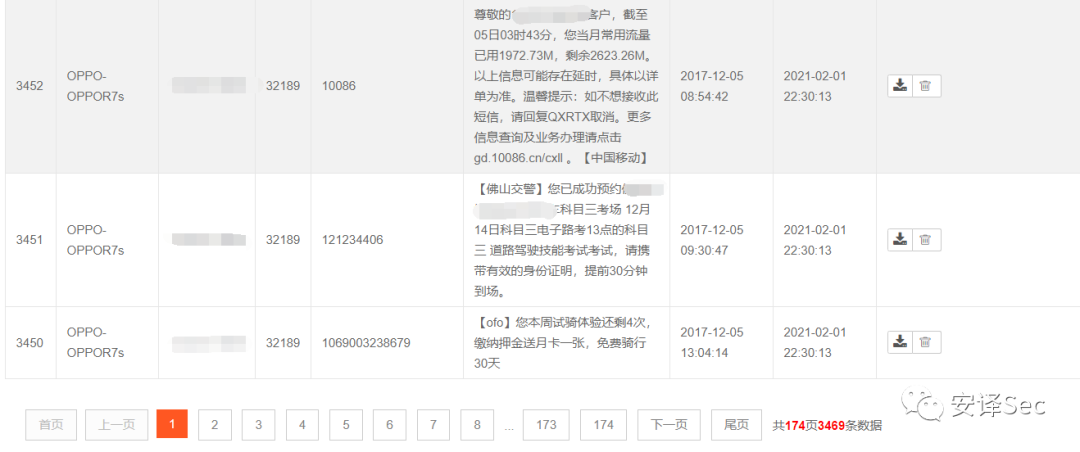 尊敬的 客户，截至
05日03时43分，您当月常用流量
已用1972.73M，剩余2623.26M。
以上信息可能存在延时，具体以详
单为准。温馨提示：如不想接收此
短信，请回复QXRTX取消。更多
信息查询及业务办理请点击
gd.10086.cn/cxll 。【中国移动】
3452
OPPO-
OPPOR7s
32189
10086
2017-12-05
08:54:42
2021-02-01
22:30:13
3451
OPPO-
OPPOR7s
32189
121234406
【佛山交警】您已成功预约
科目三考场 12月
14日科目三电子路考13点的科目
三 道路驾驶技能考试考试，请携
带有效的身份证明，提前30分钟
到场。
2017-12-05
09:30:47
2021-02-01
22:30:13
3450
OPPO-
OPPOR7s
32189
1069003238679
【ofo】您本周试骑体验还剩4次，
缴纳押金送月卡一张，免费骑行
30天
2017-12-05
13:04:14
2021-02-01
22:30:13
安译Sec
首页 上一页 1 2 3 4 5 6 7 8 ... 173 174 下一页 尾页 共174页3469条数据